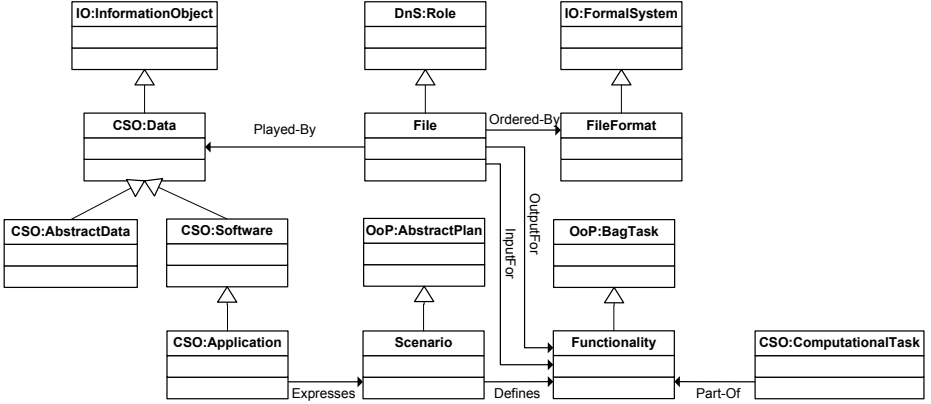 IO:InformationObject
DnS:Role
IO:FormalSystem
CSO:Data
Played-By
File
Ordered-By
FileFormat
CSO:AbstractData
CSO:Software
OoP:AbstractPlan
InputFor
OutputFor
OoP:BagTask
CSO:Application
Expresses
Scenario
Defines
Functionality
Part-Of
CSO:ComputationalTask